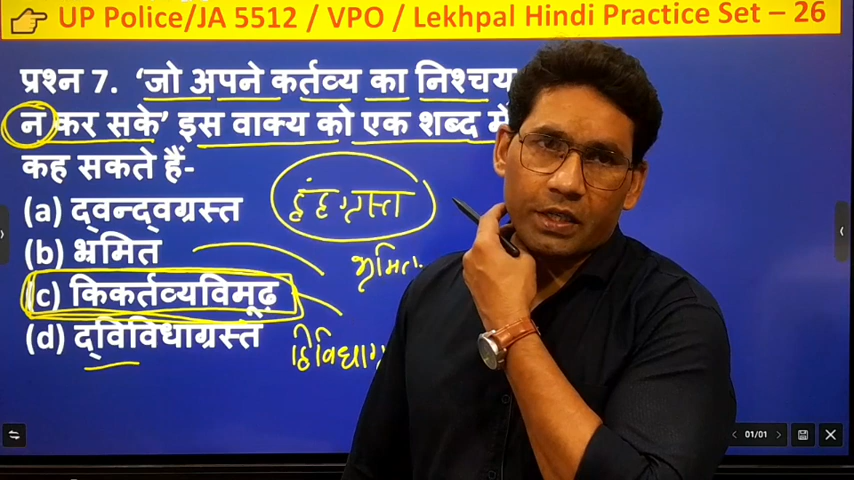 UP Police/JA 5512 / VPO / Lekhpal Hindi Practice Set – 26
प्रश्न 7. ‘जो अपने कर्तव्य का निश्चय
न कर सके’ इस वाक्य को एक शब्द में
कह सकते हैं-
(a) द्वन्द्वग्रस्त
(b) भ्रमित
(c) किकर्तव्यविमूढ़
(d) द्विविधाग्रस्त
भ्रमित
01/01